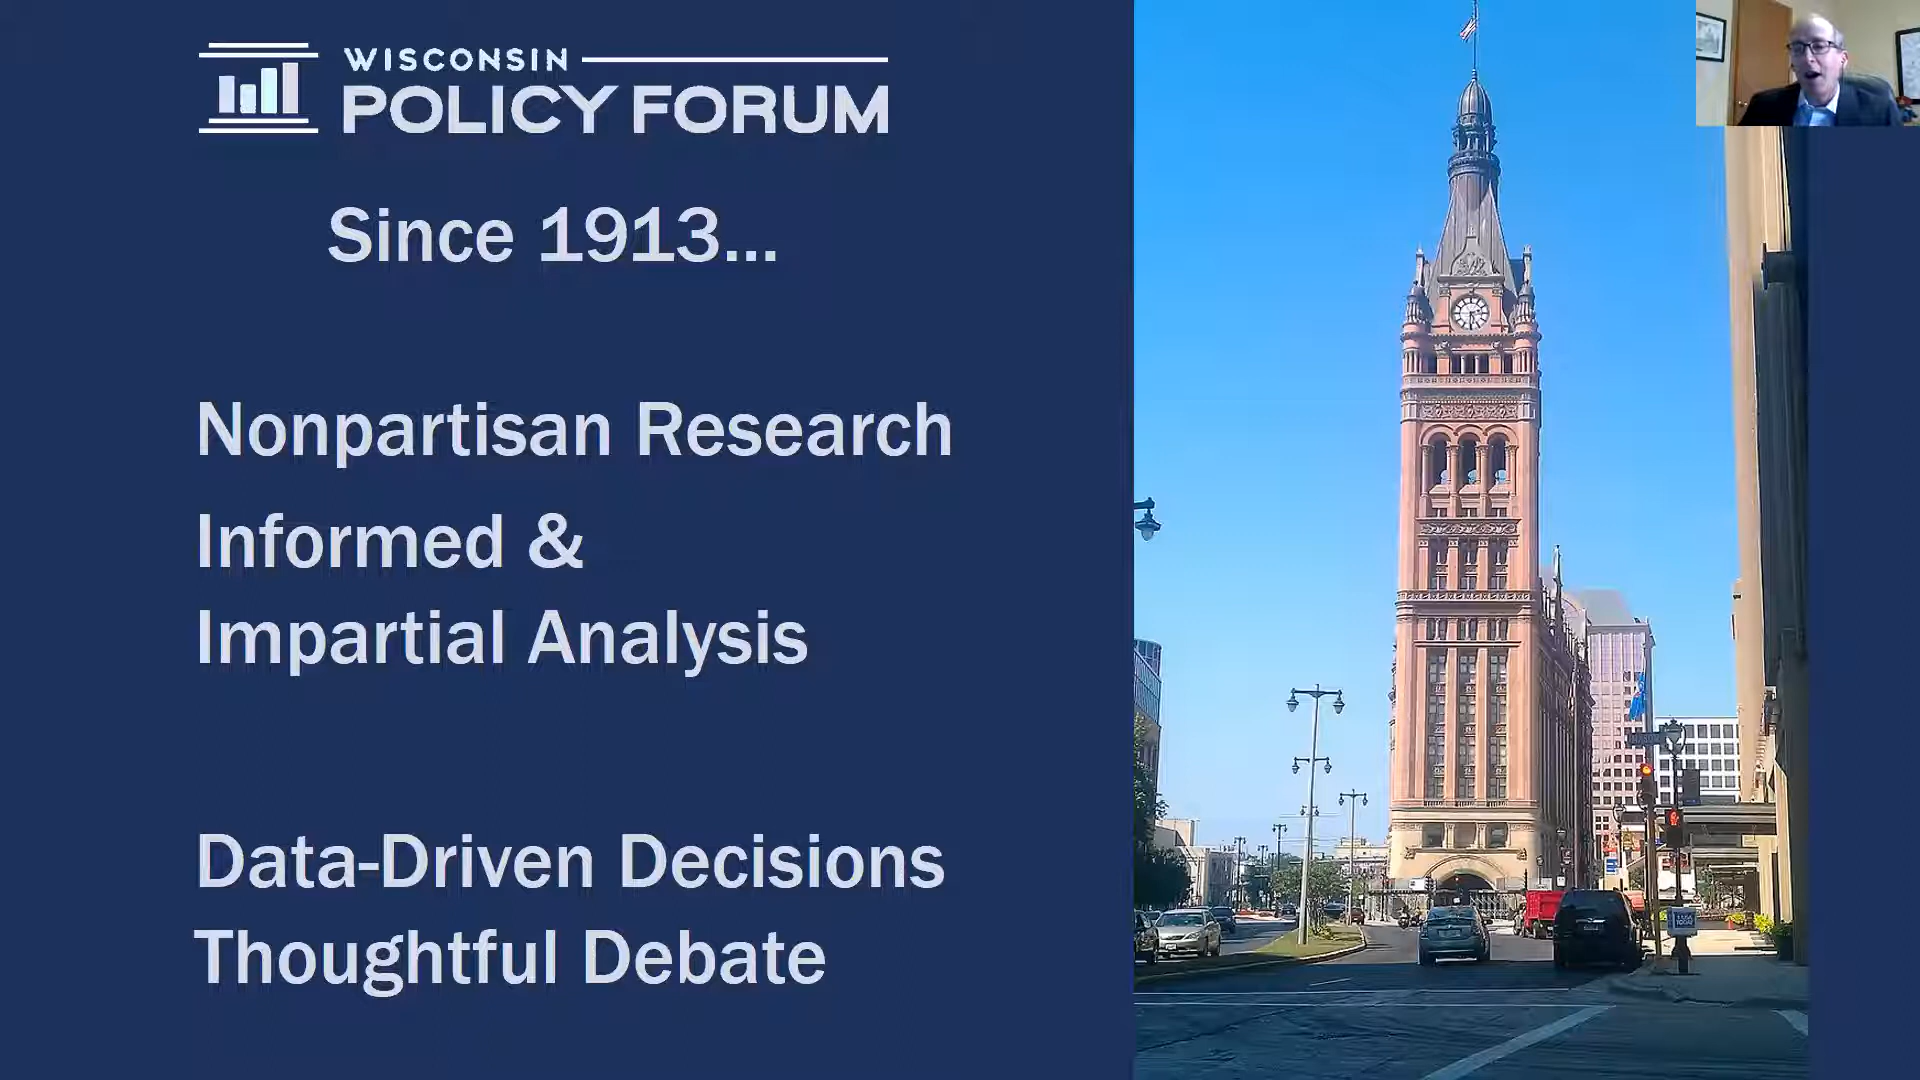 WISCONSIN
POLICY FORUM
Since 1913...
Nonpartisan Research
Informed &
Impartial Analysis
Data-Driven Decisions
Thoughtful Debate